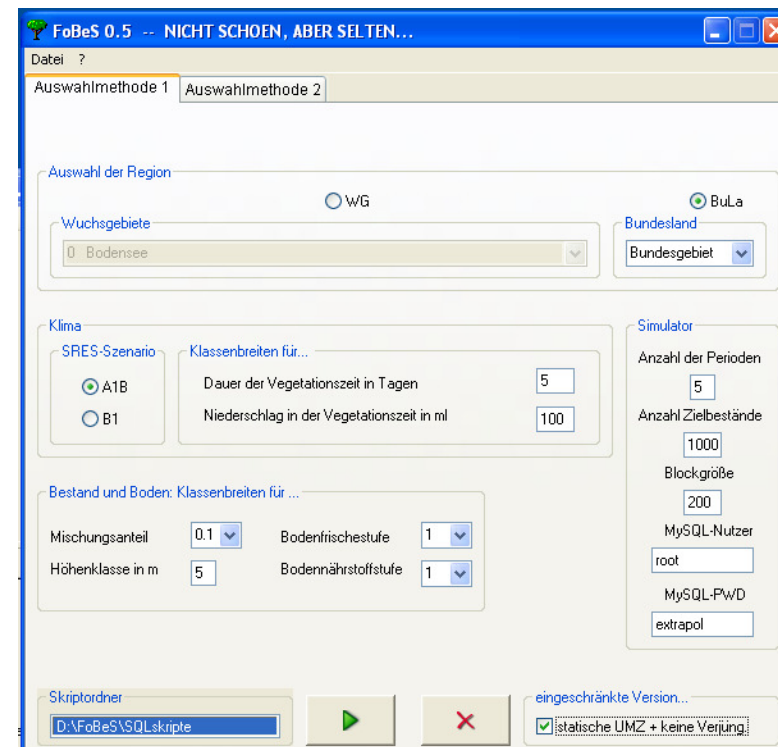 FoBeS 0.5 -- NICHT SCHOEN, ABER SELTEN...
Datei ?
Auswahlmethode 1 Auswahlmethode 2
Auswahl der Region
WG BuLa
Wuchsgebiete Bundesland
0 Bodensee Bundesgebiet
Klima Simulator
SRES-Szenario Klassenbreiten für... Anzahl der Perioden
A1B Dauer der Vegetationszeit in Tagen 5 5
B1 Niederschlag in der Vegetationszeit in ml 100 Anzahl Zielbestände
1000
Blockgröße
Bestand und Boden: Klassenbreiten für ... 200
Mischungsanteil 0.1 Bodenfrischestufe 1 MySQL-Nutzer
root
Höhenklasse in m 5 Bodennährstoffstufe 1 MySQL-PWD
extrapol
Skriptordner eingeschränkte Version...
D:\FoBeS\SQLskripte statische UMZ + keine Verjüng.